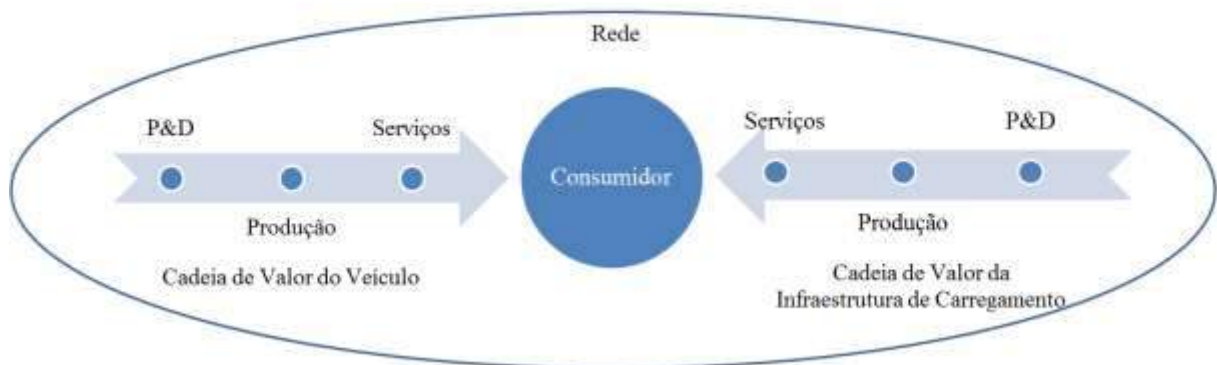 Rede
P&D
Serviços
Serviços
P&D
Consumidor
Produção
Produção
Cadeia de Valor do Veículo
Cadeia de Valor da
Infraestrutura de Carregamento